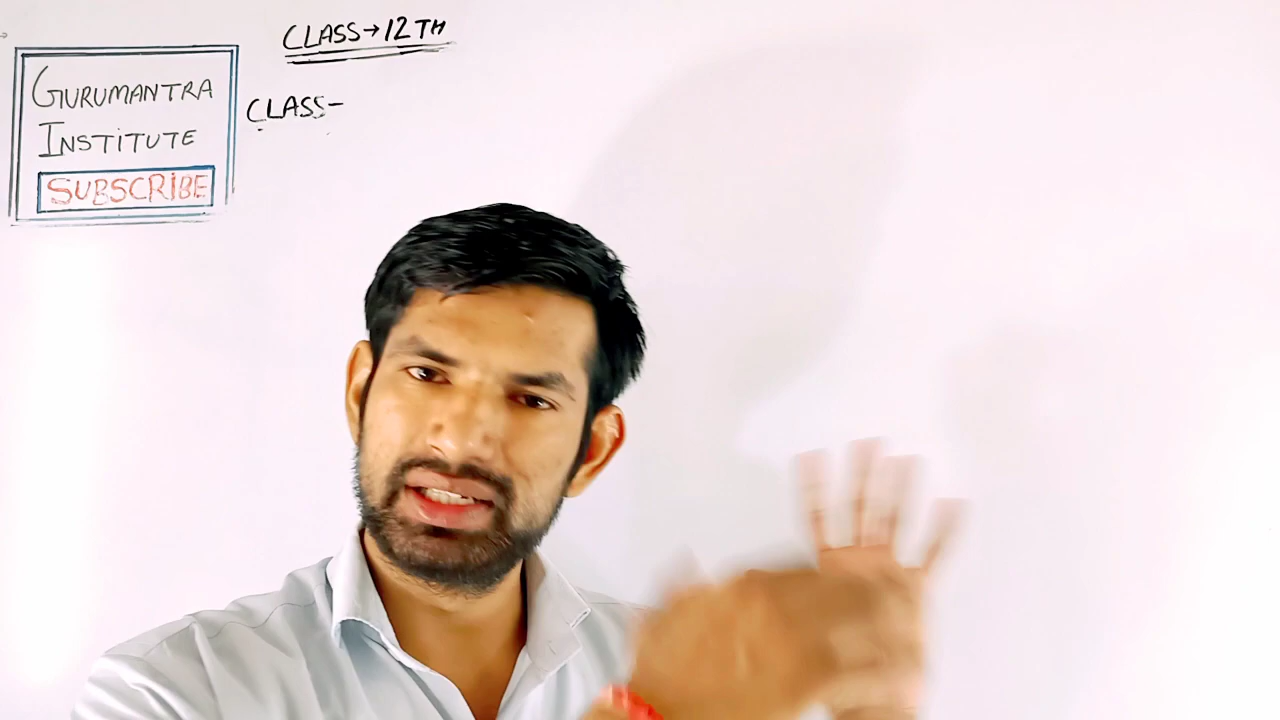 CLASS→12TH
GURUMANTRA
INSTITUTE
SUBSCRIBE
CLASS-